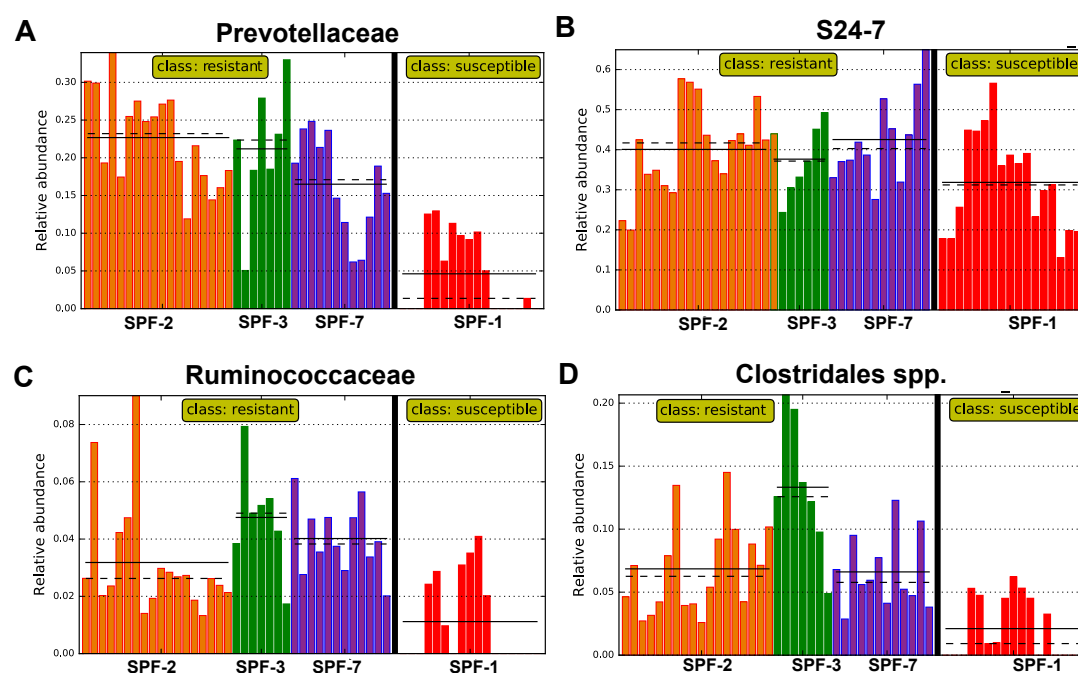 A
Prevotellaceae
class: resistant
class: susceptible
Relative abundance
0.30
0.25
0.20
0.15
0.10
0.05
0.00
SPF-2
SPF-3
SPF-7
SPF-1
B
S24-7
class: resistant
class: susceptible
Relative abundance
0.6
0.5
0.4
0.3
0.2
0.1
0.0
SPF-2
SPF-3
SPF-7
SPF-1
C
Ruminococcaceae
class: resistant
class: susceptible
Relative abundance
0.08
0.06
0.04
0.02
0.00
SPF-2
SPF-3
SPF-7
SPF-1
D
Clostridales spp.
class: resistant
class: susceptible
Relative abundance
0.20
0.15
0.10
0.05
0.00
SPF-2
SPF-3
SPF-7
SPF-1